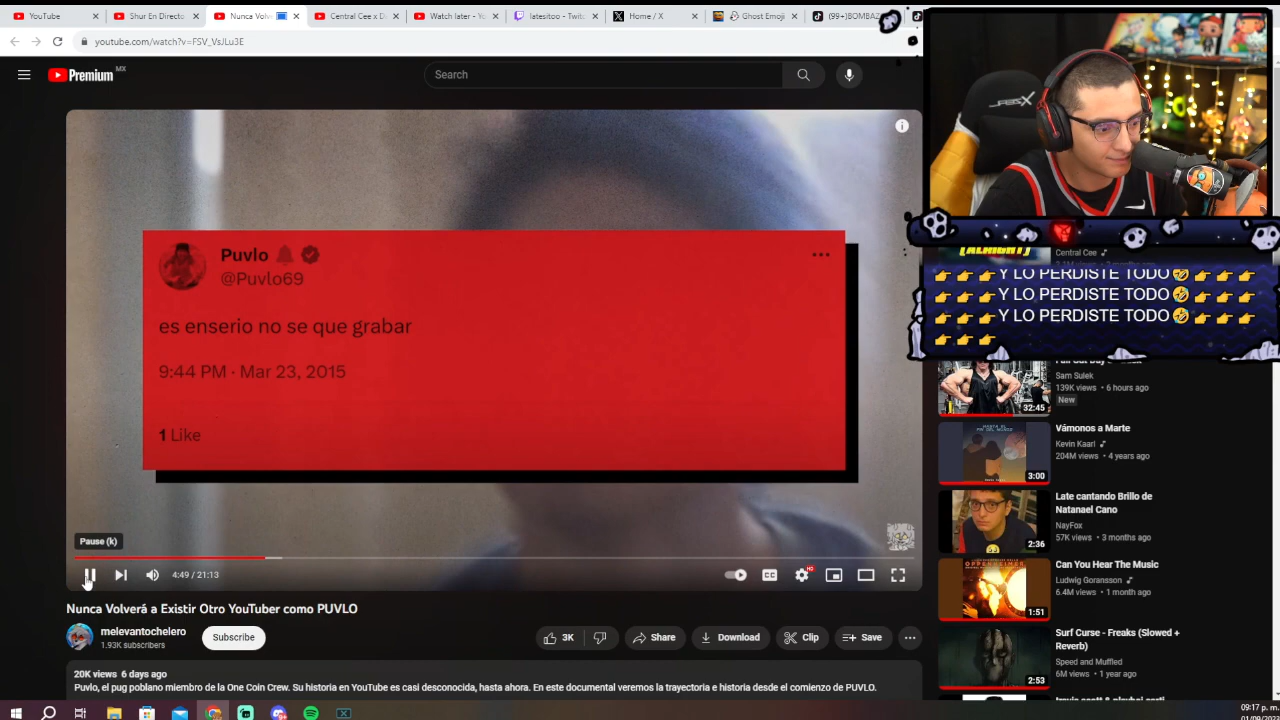 YouTube
Shur En Directo
Nunca Volv
Central Cee x D
Watch later - Yo
latesitoo - Twitc
Home / X
Ghost Emoji
(99+) BOMBAZ
youtube.com/watch?v=FSV_VsJLu3E
Premium
MX
Search
Puvlo
@Puvlo69
es enserio no se que grabar
9:44 PM · Mar 23, 2015
1 Like
Pause (k)
4:49 / 21:13
CC
HD
Nunca Volverá a Existir Otro YouTuber como PUVLO
melevantochelero
1.93K subscribers
Subscribe
3K
Share
Download
Clip
Save
20K views 6 days ago
Puvlo, el pug poblano miembro de la One Coin Crew. Su historia en YouTube es casi desconocida, hasta ahora. En este documental veremos la trayectoria e historia desde el comienzo de PUVLO.
(ALRIGHT)
Central Cee
👉 👉 👉 Y LO PERDISTE TODO 🤣 👉 👉 👉
👉 👉 👉 Y LO PERDISTE TODO 🤣 👉 👉 👉
👉 👉 👉 Y LO PERDISTE TODO 🤣 👉 👉 👉
👉 👉 👉
32:45
Sam Sulek
139K views • 6 hours ago
New
3:00
Vámonos a Marte
Kevin Kaarl
204M views • 4 years ago
2:36
Late cantando Brillo de
Natanael Cano
NayFox
57K views • 3 months ago
1:51
Can You Hear The Music
Ludwig Goransson
6.4M views • 1 month ago
2:53
Surf Curse - Freaks (Slowed +
Reverb)
Speed and Muffled
6M views • 1 year ago
09:17 p. m.